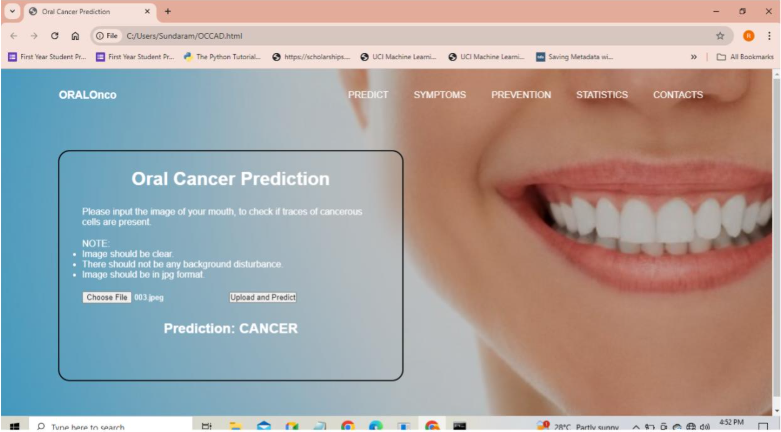 Oral Cancer Prediction
File C:/Users/Sundaram/OCCAD.html
First Year Student Pr... First Year Student Pr... The Python Tutorial... https://scholarships.... UCI Machine Learni... UCI Machine Learni... Saving Metadata wi... » All Bookmarks
ORALOnco PREDICT SYMPTOMS PREVENTION STATISTICS CONTACTS
Oral Cancer Prediction
Please input the image of your mouth, to check if traces of cancerous
cells are present.
NOTE:
Image should be clear.
There should not be any background disturbance.
Image should be in jpg format.
Choose File 003.jpeg Upload and Predict
Prediction: CANCER
Type here to search 28°C Partly sunny 4:52 PM